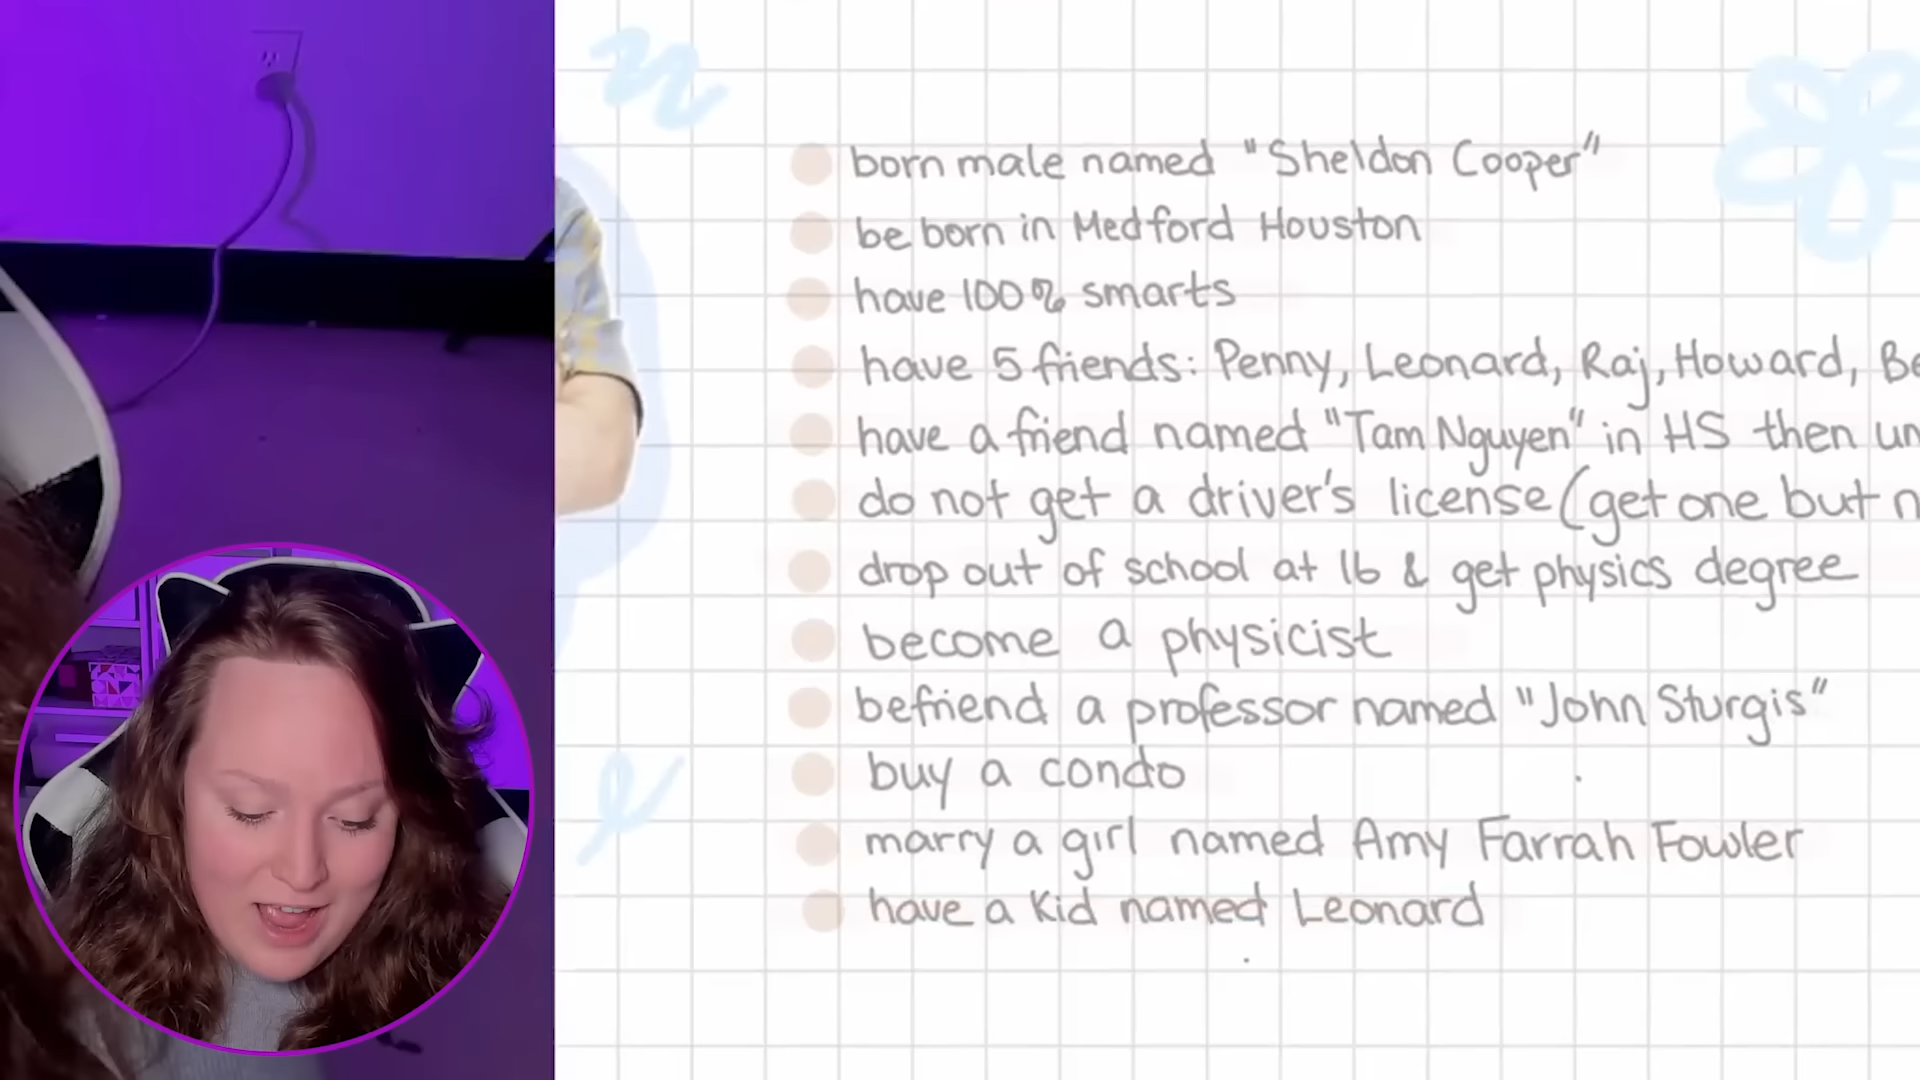 born male named "Sheldon Cooper"
be born in Medford Houston
have 100% smarts
have 5 friends: Penny, Leonard, Raj, Howard, Be
have a friend named "Tam Nguyen" in HS then un
do not get a driver's license (get one but n
drop out of school at 16 & get physics degree
become a physicist
befriend a professor named "John Sturgis"
buy a condo
marry a girl named Amy Farrah Fowler
have a kid named Leonard